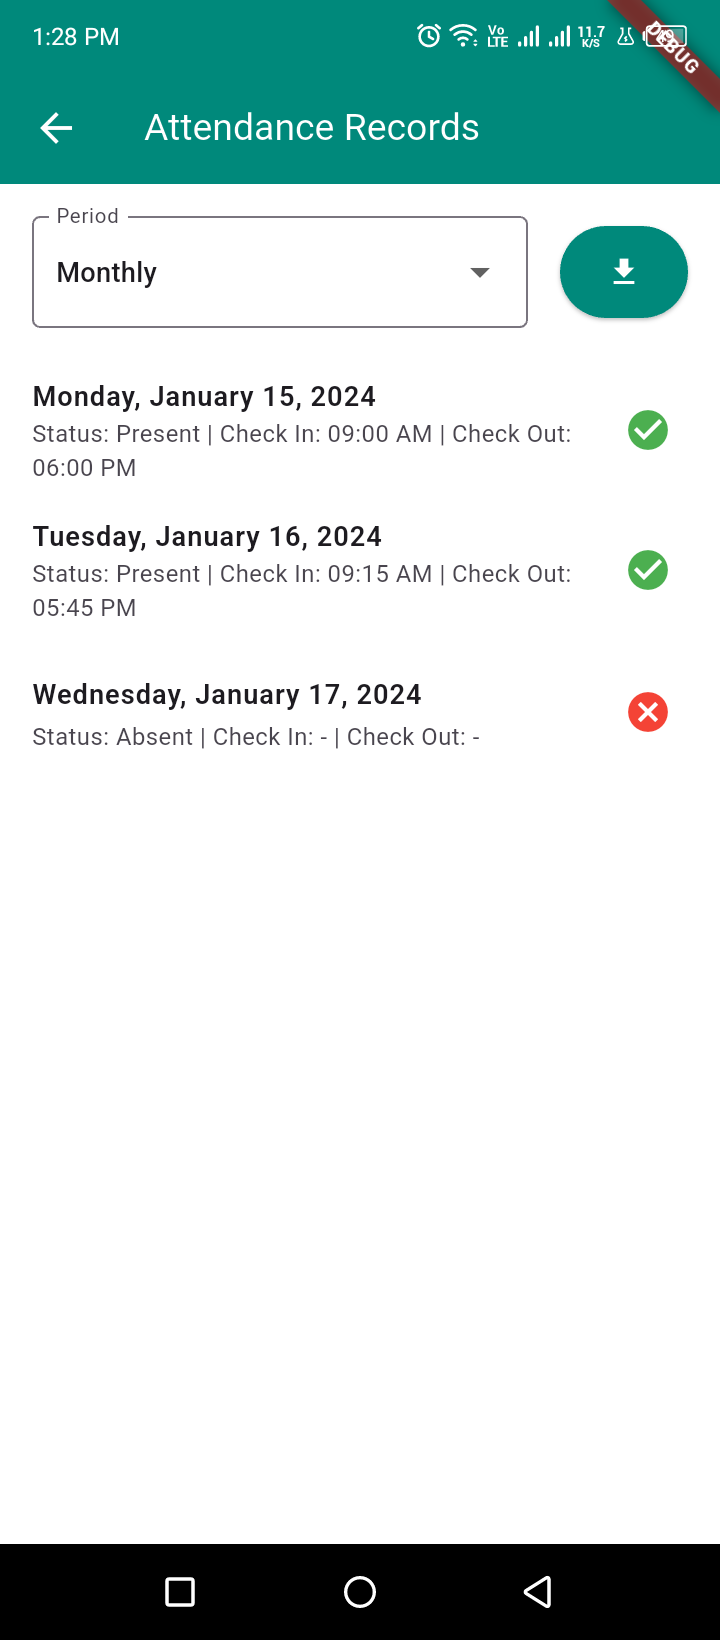 1:28 PM
Vo
LTE
11.7
K/S
DEBUG
Attendance Records
Period
Monthly
Monday, January 15, 2024
Status: Present | Check In: 09:00 AM | Check Out:
06:00 PM
Tuesday, January 16, 2024
Status: Present | Check In: 09:15 AM | Check Out:
05:45 PM
Wednesday, January 17, 2024
Status: Absent | Check In: - | Check Out: -